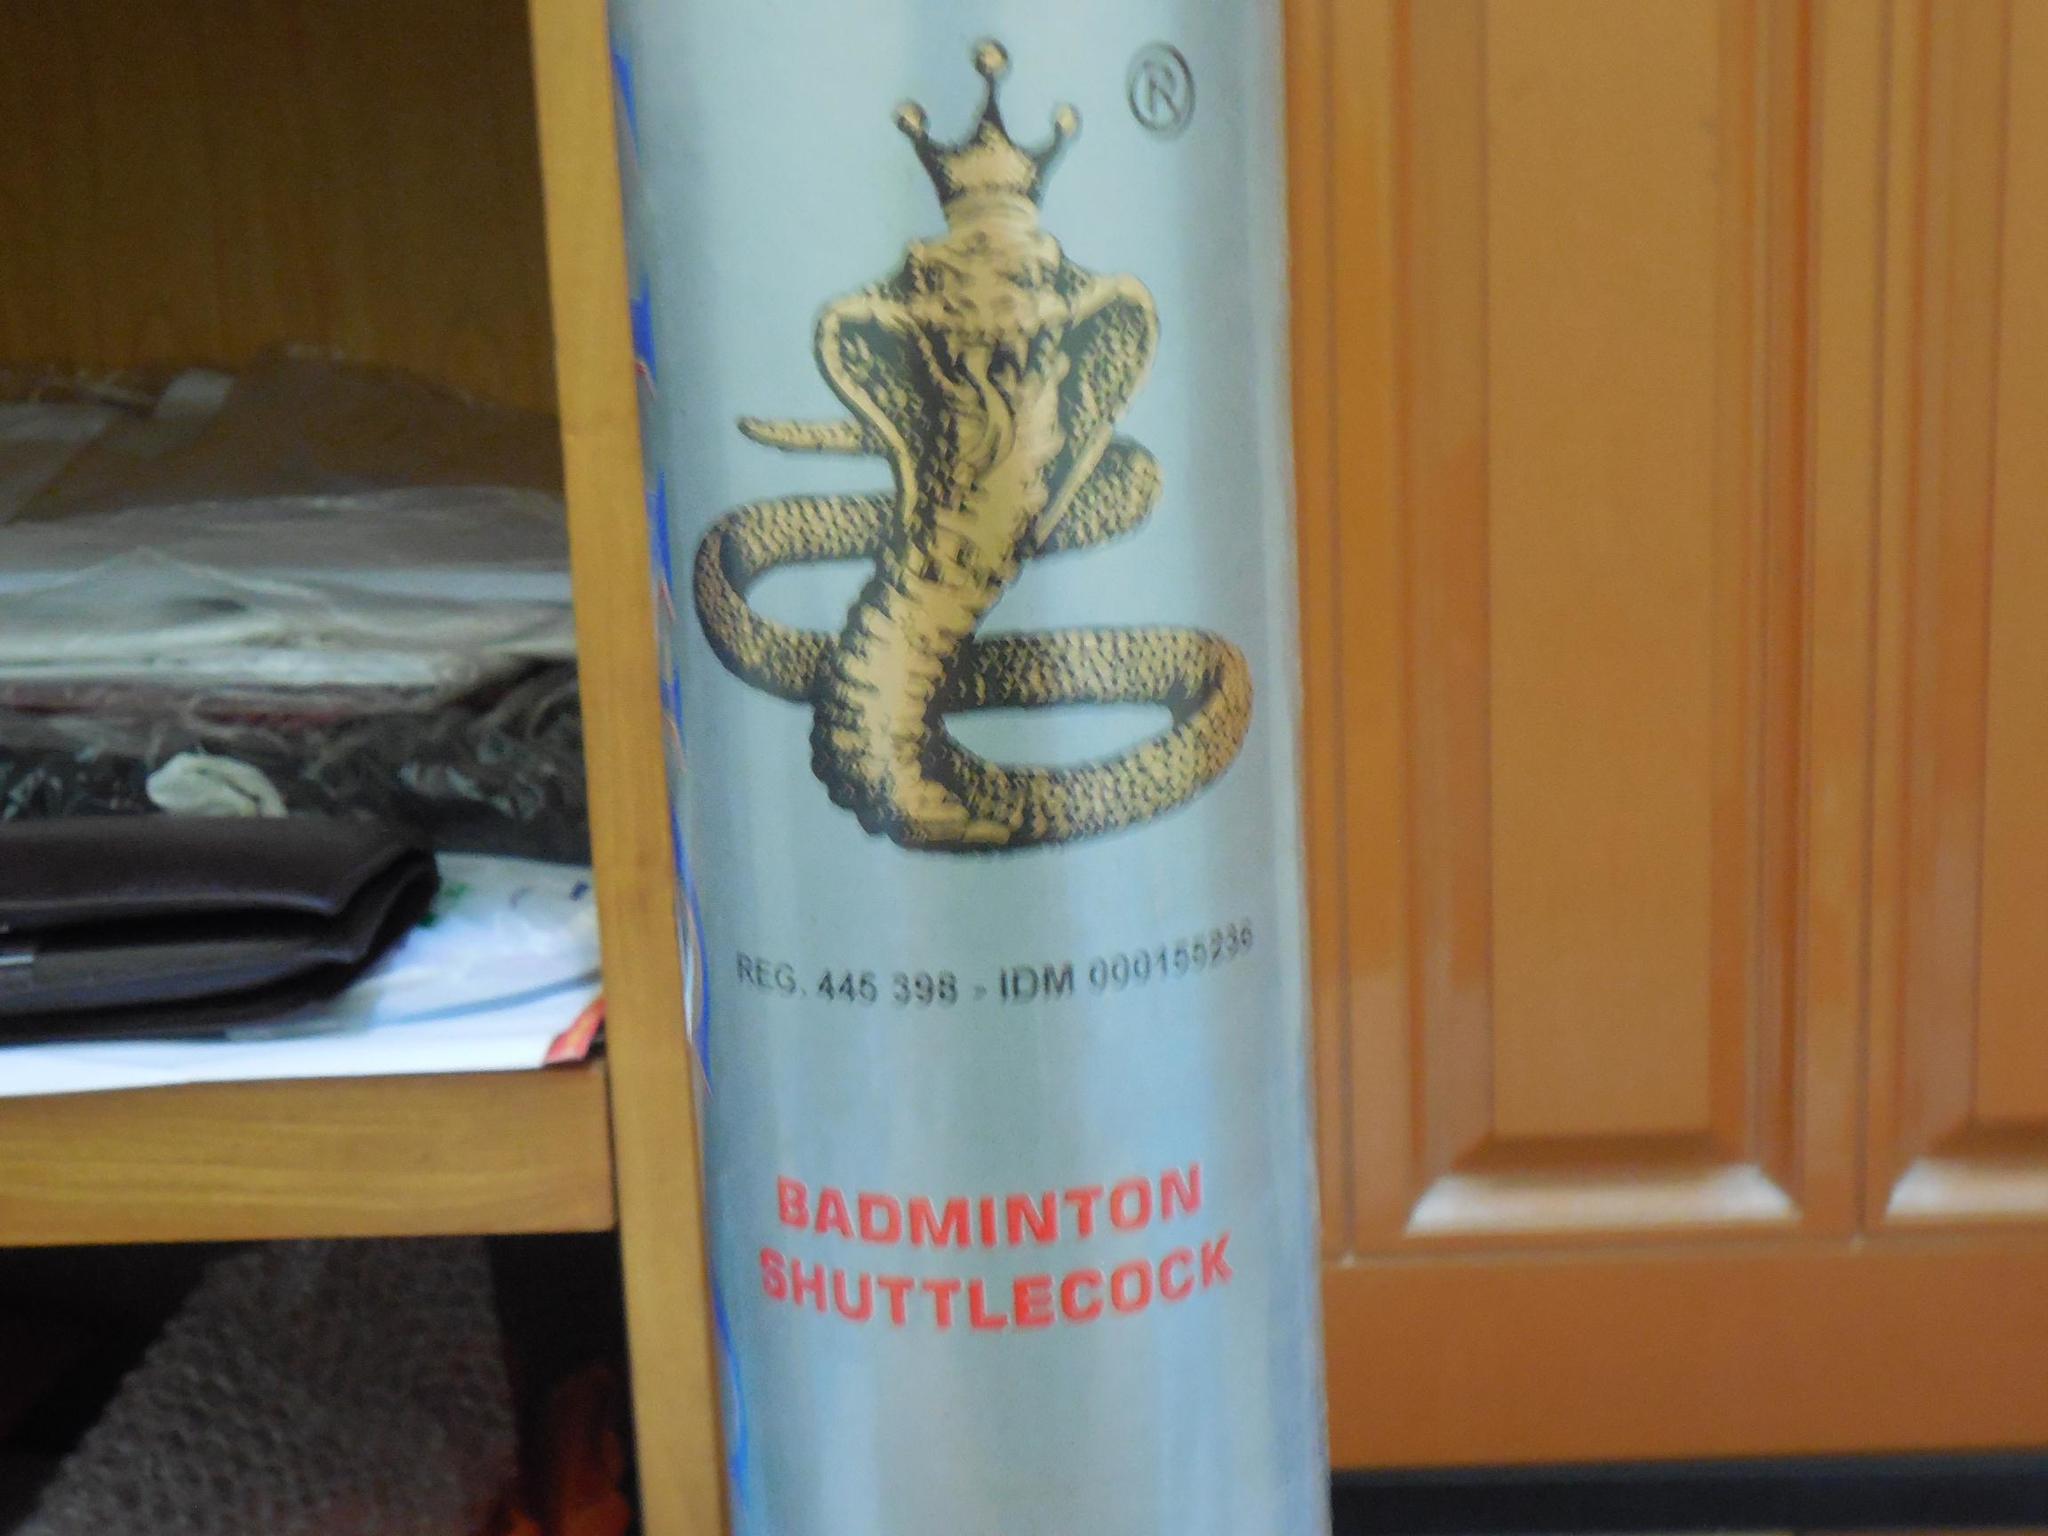 ®
REG. 445 398 - IDM 000155236
BADMINTON
SHUTTLECOCK